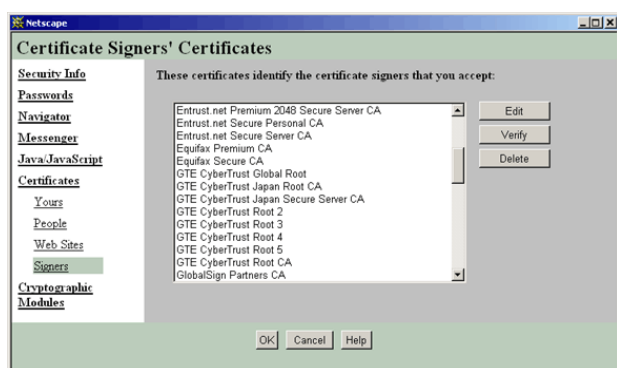 Netscape
Certificate Signers' Certificates
Security Info
Passwords
Navigator
Messenger
Java/JavaScript
Certificates
Yours
People
Web Sites
Signers
Cryptographic
Modules
These certificates identify the certificate signers that you accept:
Entrust.net Premium 2048 Secure Server CA
Entrust.net Secure Personal CA
Entrust.net Secure Server CA
Equifax Premium CA
Equifax Secure CA
GTE CyberTrust Global Root
GTE CyberTrust Japan Root CA
GTE CyberTrust Japan Secure Server CA
GTE CyberTrust Root 2
GTE CyberTrust Root 3
GTE CyberTrust Root 4
GTE CyberTrust Root 5
GTE CyberTrust Root CA
GlobalSign Partners CA
Edit
Verify
Delete
OK Cancel Help